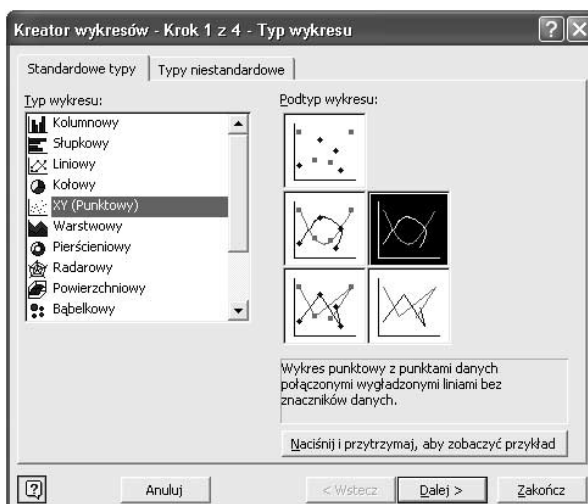 Kreator wykresów - Krok 1 z 4 - Typ wykresu
Standardowe typy
Typy niestandardowe
Typ wykresu:
Kolumnowy
Słupkowy
Liniowy
Kołowy
XY (Punktowy)
Warstwowy
Pierścieniowy
Radarowy
Powierzchniowy
Bąbelkowy
Podtyp wykresu:
Wykres punktowy z punktami danych
połączonymi wygładzonymi liniami bez
znaczników danych.
Naciśnij i przytrzymaj, aby zobaczyć przykład
Anuluj
< Wstecz
Dalej >
Zakończ